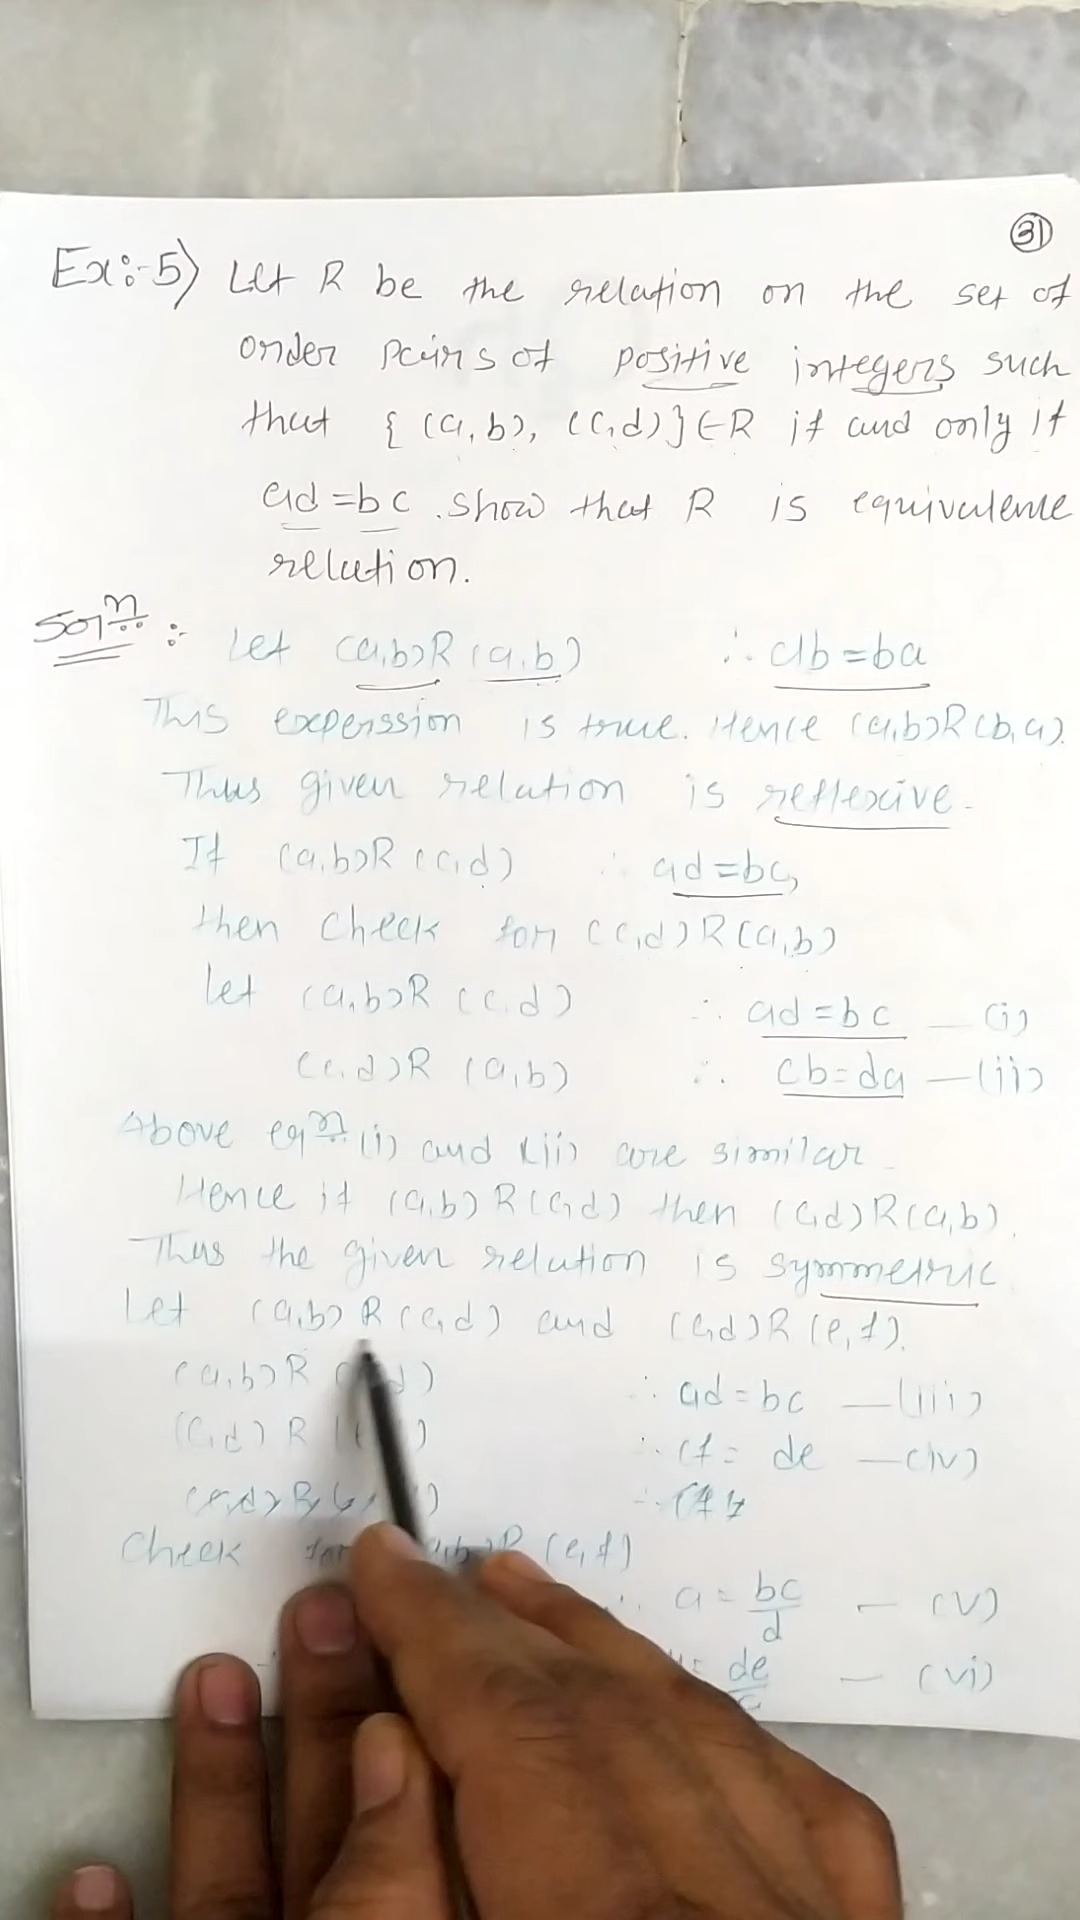 31
Ex:-5) Let R be the relation on the set of
order pairs of positive integers such
that { (a,b), (c,d)} ∈ R if and only if
ad = bc. show that R is equivalence
relation.
Solⁿ : Let (a,b)R (a,b) ∴ ab = ba
This experssion is true. Hence (a,b)R(b,a).
Thus given relation is reflexive.
If (a,b)R (c,d) ∴ ad = bc,
then check for (c,d)R(a,b)
let (a,b)R (c,d) ∴ ad = bc — (i)
(c,d)R (a,b) ∴ cb = da — (ii)
Above eqⁿ (i) and (ii) are similar
Hence if (a,b) R (c,d) then (c,d)R(a,b).
Thus the given relation is symmetric
Let (a,b) R (c,d) and (c,d)R (e,f).
(a,b)R d) ∴ ad = bc — (iii)
(c,d) R ) ∴ cf = de — (iv)
Check for R (e,f)
∴ a = bc/d — (v)
= de — (vi)